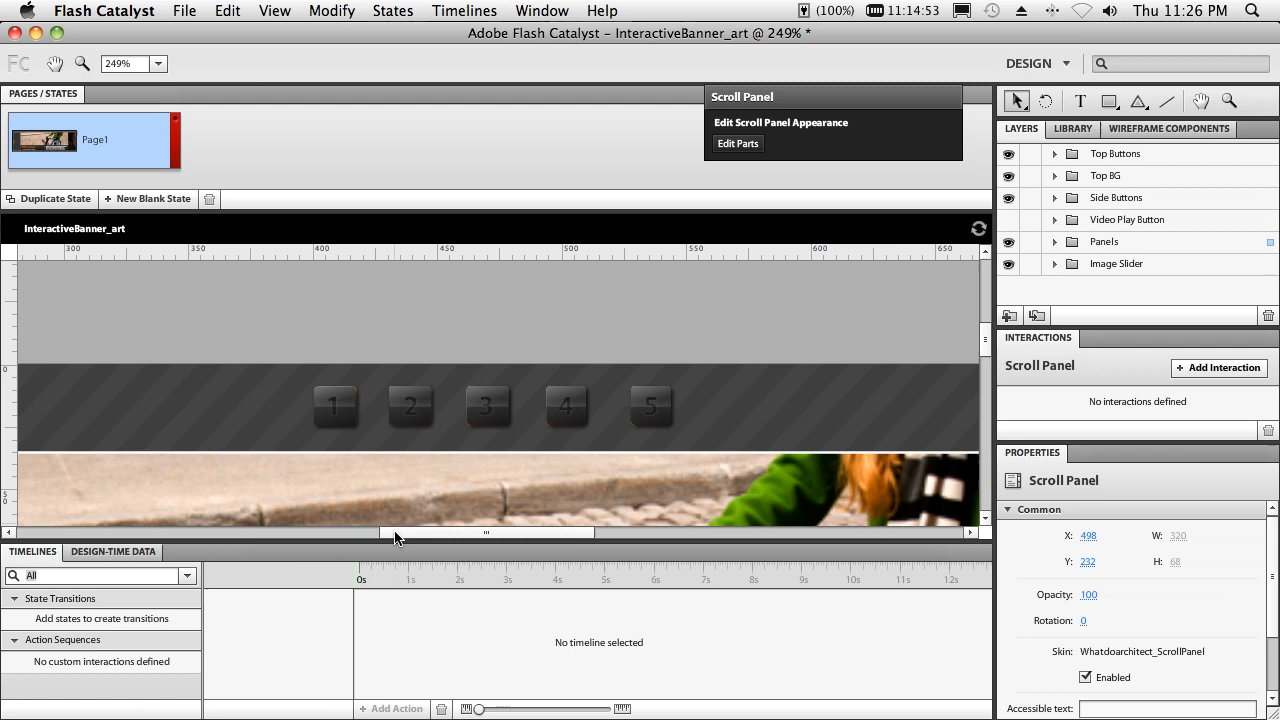 Flash Catalyst File Edit View Modify States Timelines Window Help (100%) 11:14:53 Thu 11:26 PM
Adobe Flash Catalyst – InteractiveBanner_art @ 249% *
FC 249% DESIGN
PAGES / STATES
Page1
Duplicate State + New Blank State
Scroll Panel
Edit Scroll Panel Appearance
Edit Parts
InteractiveBanner_art
300 350 400 450 500 550 600 650
0
1 2 3 4 5
50
TIMELINES DESIGN-TIME DATA
All
0s 1s 2s 3s 4s 5s 6s 7s 8s 9s 10s 11s 12s
State Transitions
Add states to create transitions
Action Sequences
No custom interactions defined
No timeline selected
+ Add Action
T
LAYERS LIBRARY WIREFRAME COMPONENTS
Top Buttons
Top BG
Side Buttons
Video Play Button
Panels
Image Slider
INTERACTIONS
Scroll Panel + Add Interaction
No interactions defined
PROPERTIES
Scroll Panel
Common
X: 498 W: 320
Y: 232 H: 68
Opacity: 100
Rotation: 0
Skin: Whatdoarchitect_ScrollPanel
Enabled
Accessible text: